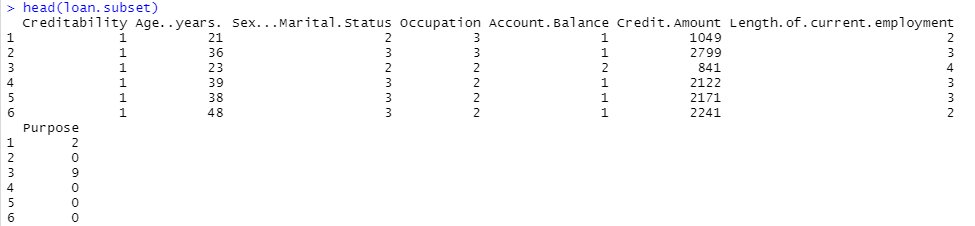 > head(loan.subset)
  Creditability Age..years. Sex...Marital.Status Occupation Account.Balance Credit.Amount Length.of.current.employment
1             1          21                    2          3               1          1049                            2
2             1          36                    3          3               1          2799                            3
3             1          23                    2          2               2           841                            4
4             1          39                    3          2               1          2122                            3
5             1          38                    3          2               1          2171                            3
6             1          48                    3          2               1          2241                            2
  Purpose
1       2
2       0
3       9
4       0
5       0
6       0